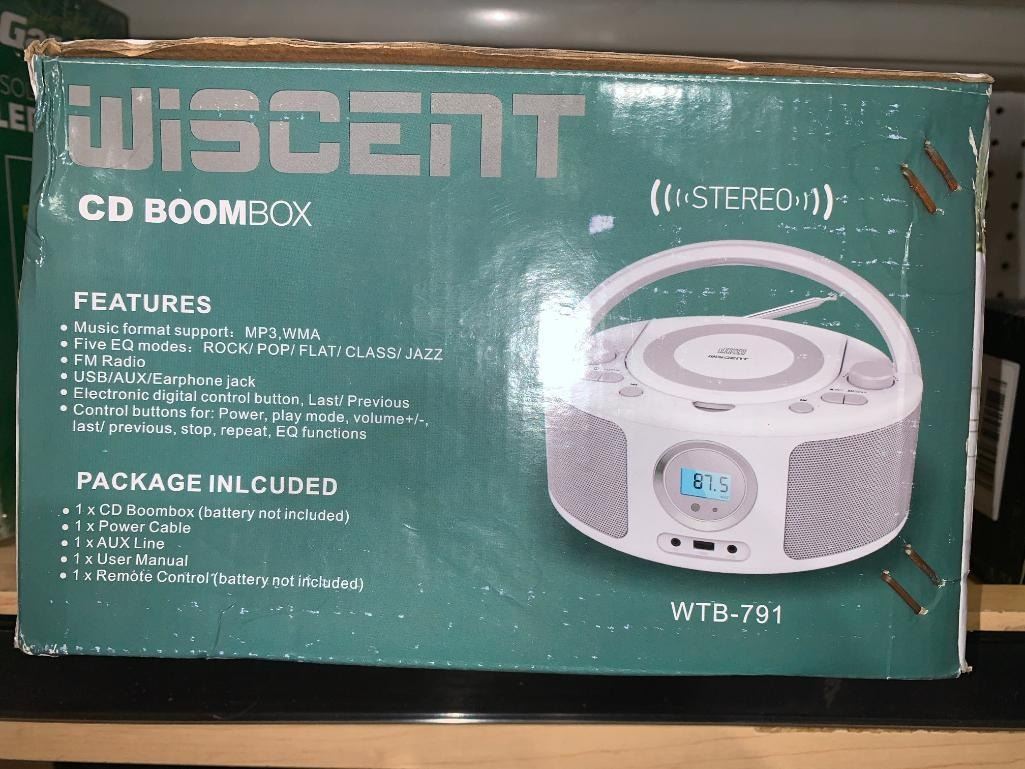 WISCENT
CD BOOMBOX
(((STEREO)))
FEATURES
• Music format support: MP3,WMA
• Five EQ modes: ROCK/ POP/ FLAT/ CLASS/ JAZZ
• FM Radio
• USB/AUX/Earphone jack
• Electronic digital control button, Last/ Previous
• Control buttons for: Power, play mode, volume+/-,
last/ previous, stop, repeat, EQ functions
PACKAGE INLCUDED
• 1 x CD Boombox (battery not included)
• 1 x Power Cable
• 1 x AUX Line
• 1 x User Manual
• 1 x Remote Control (battery not included)
WISCENT
87.5
WTB-791